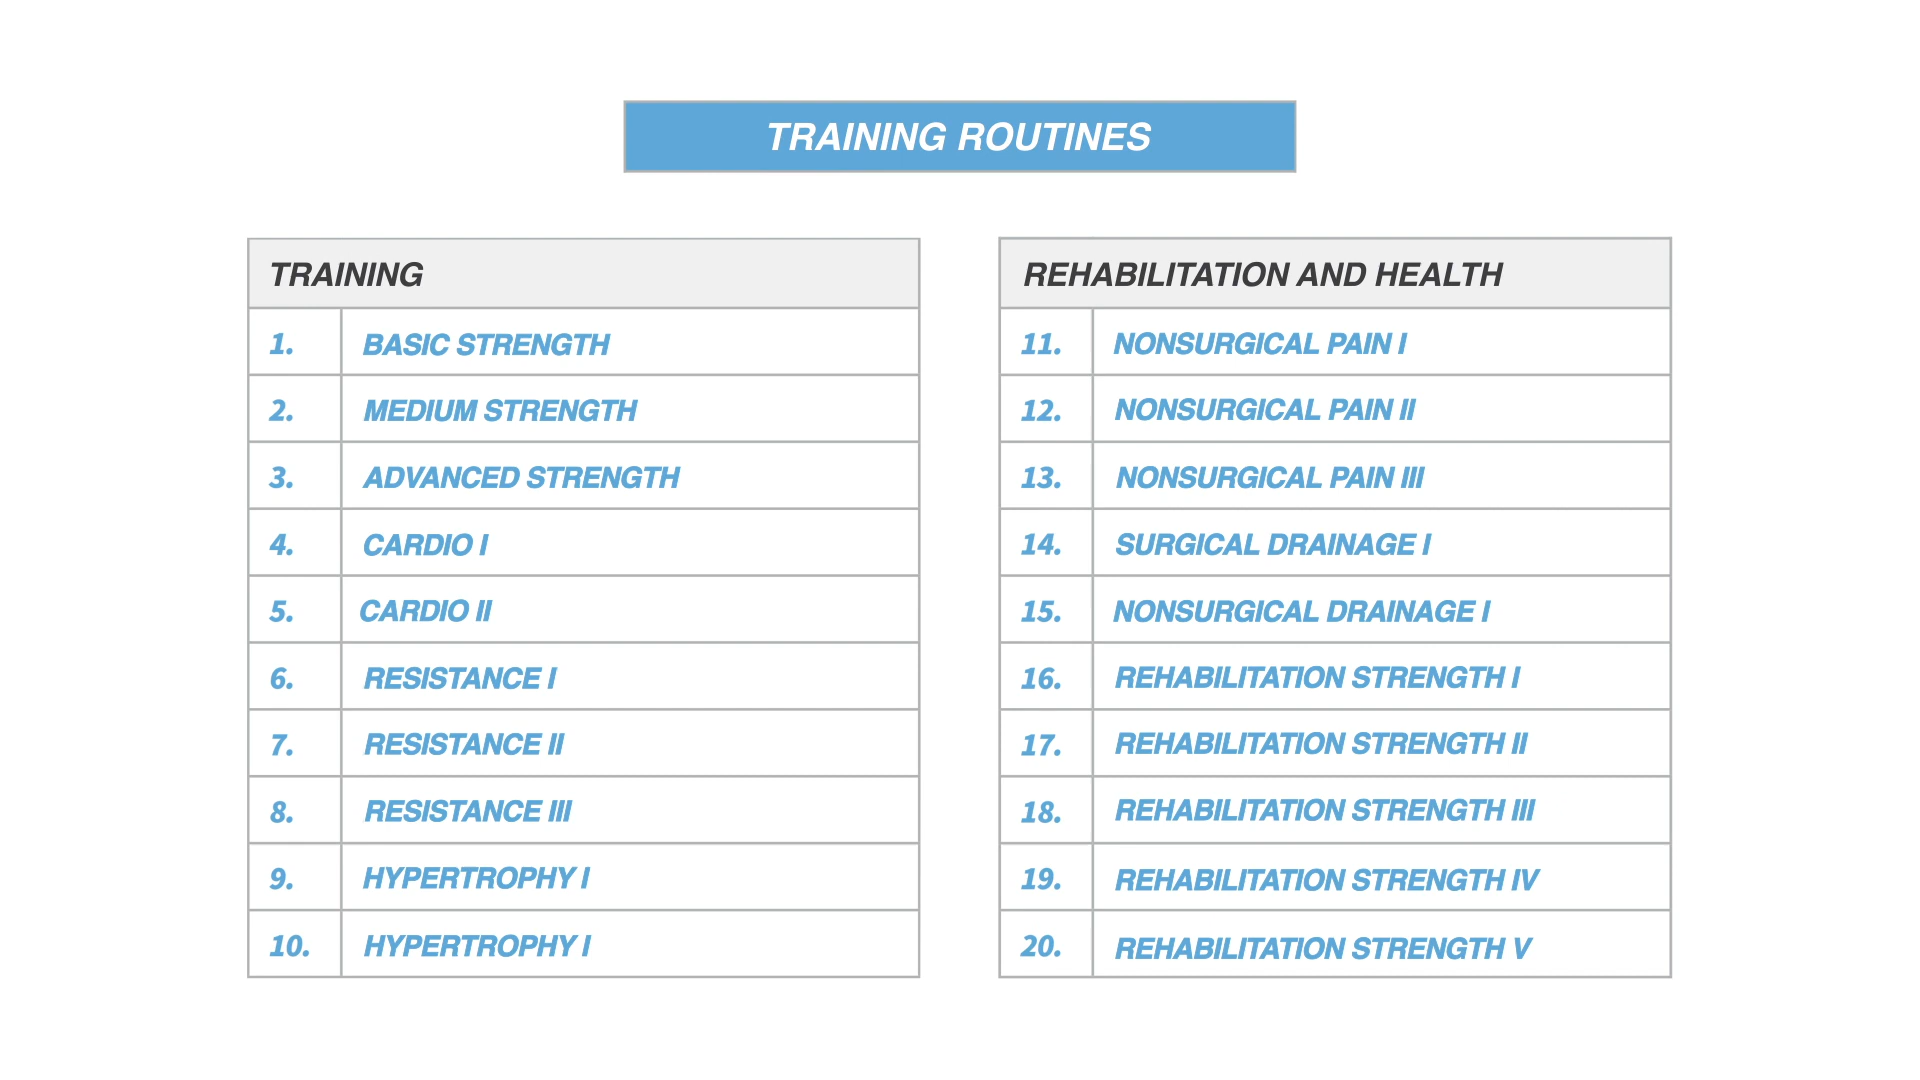 TRAINING ROUTINES
TRAINING
1. BASIC STRENGTH
2. MEDIUM STRENGTH
3. ADVANCED STRENGTH
4. CARDIO I
5. CARDIO II
6. RESISTANCE I
7. RESISTANCE II
8. RESISTANCE III
9. HYPERTROPHY I
10. HYPERTROPHY I
REHABILITATION AND HEALTH
11. NONSURGICAL PAIN I
12. NONSURGICAL PAIN II
13. NONSURGICAL PAIN III
14. SURGICAL DRAINAGE I
15. NONSURGICAL DRAINAGE I
16. REHABILITATION STRENGTH I
17. REHABILITATION STRENGTH II
18. REHABILITATION STRENGTH III
19. REHABILITATION STRENGTH IV
20. REHABILITATION STRENGTH V